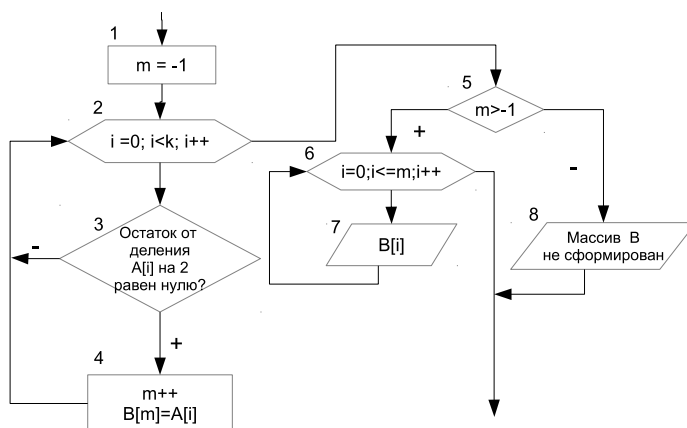 1
m = -1
2
i =0; i<k; i++
3
Остаток от
деления
A[i] на 2
равен нулю?
-
+
4
m++
B[m]=A[i]
5
m>-1
+
-
6
i=0;i<=m;i++
7
B[i]
8
Массив В
не сформирован